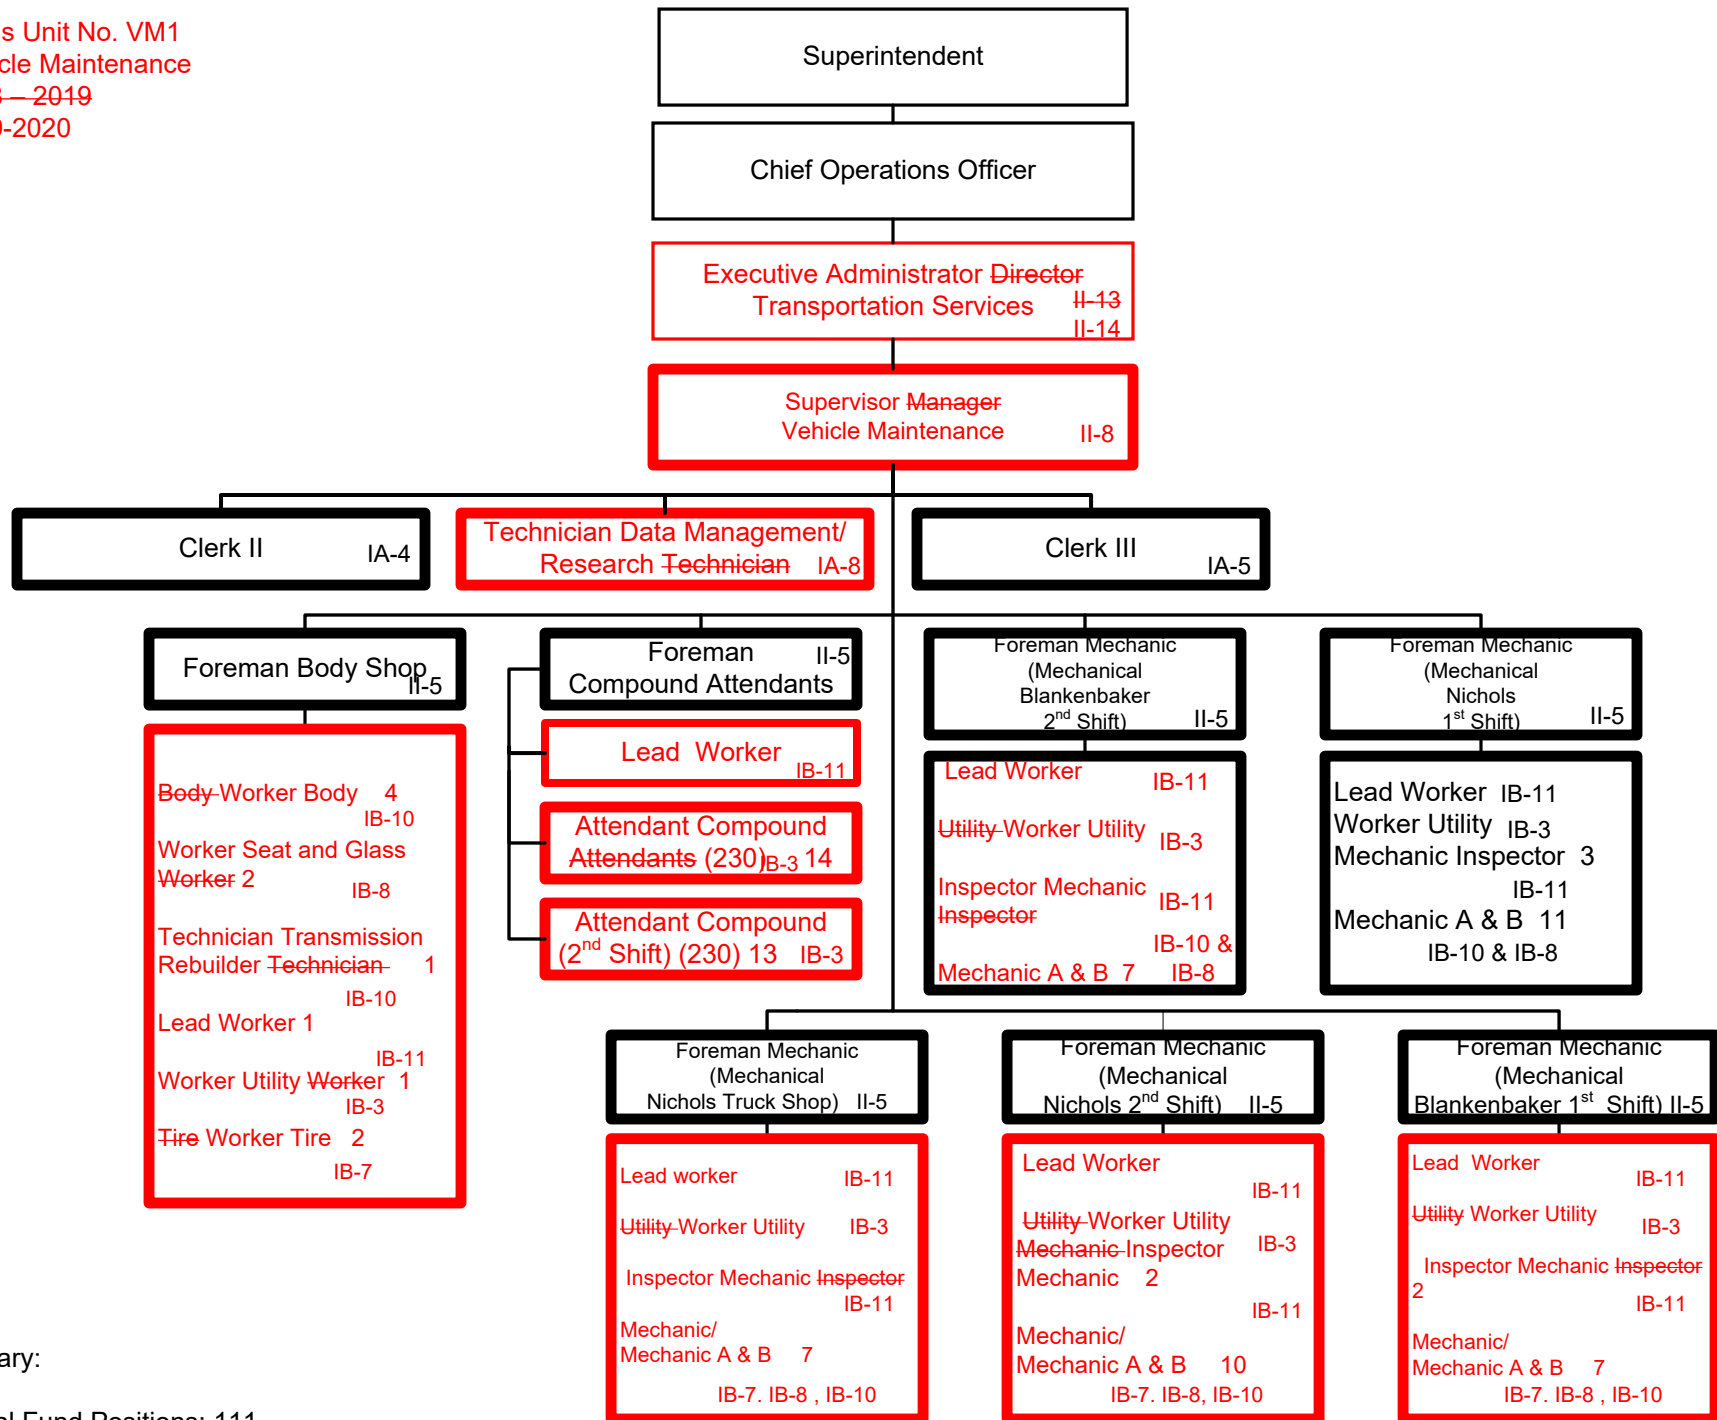 s Unit No. VM1
cle Maintenance
– 2019
-2020
Superintendent
Chief Operations Officer
Executive Administrator Director
Transportation Services II-13
II-14
Supervisor Manager
Vehicle Maintenance II-8
Clerk II IA-4
Technician Data Management/
Research Technician IA-8
Clerk III
IA-5
Foreman Body Shop
II-5
Foreman II-5
Compound Attendants
Foreman Mechanic
(Mechanical
Blankenbaker
2nd Shift) II-5
Foreman Mechanic
(Mechanical
Nichols
1st Shift) II-5
Body Worker Body 4
IB-10
Worker Seat and Glass
Worker 2
IB-8
Technician Transmission
Rebuilder Technician 1
IB-10
Lead Worker 1
IB-11
Worker Utility Worker 1
IB-3
Tire Worker Tire 2
IB-7
Lead Worker
IB-11
Attendant Compound
Attendants (230) B-3 14
Attendant Compound
(2nd Shift) (230) 13 IB-3
Lead Worker IB-11
Utility Worker Utility IB-3
Inspector Mechanic IB-11
Inspector
IB-10 &
Mechanic A & B 7 IB-8
Lead Worker IB-11
Worker Utility IB-3
Mechanic Inspector 3
IB-11
Mechanic A & B 11
IB-10 & IB-8
Foreman Mechanic
(Mechanical
Nichols Truck Shop) II-5
Foreman Mechanic
(Mechanical
Nichols 2nd Shift) II-5
Foreman Mechanic
(Mechanical
Blankenbaker 1st Shift) II-5
Lead worker IB-11
Utility Worker Utility IB-3
Inspector Mechanic Inspector
IB-11
Mechanic/
Mechanic A & B 7
IB-7. IB-8 , IB-10
Lead Worker
IB-11
Utility Worker Utility
Mechanic Inspector IB-3
Mechanic 2
IB-11
Mechanic/
Mechanic A & B 10
IB-7. IB-8, IB-10
Lead Worker IB-11
Utility Worker Utility
IB-3
Inspector Mechanic Inspector
2
IB-11
Mechanic/
Mechanic A & B 7
IB-7. IB-8 , IB-10
ary:
al Fund Positions: 111